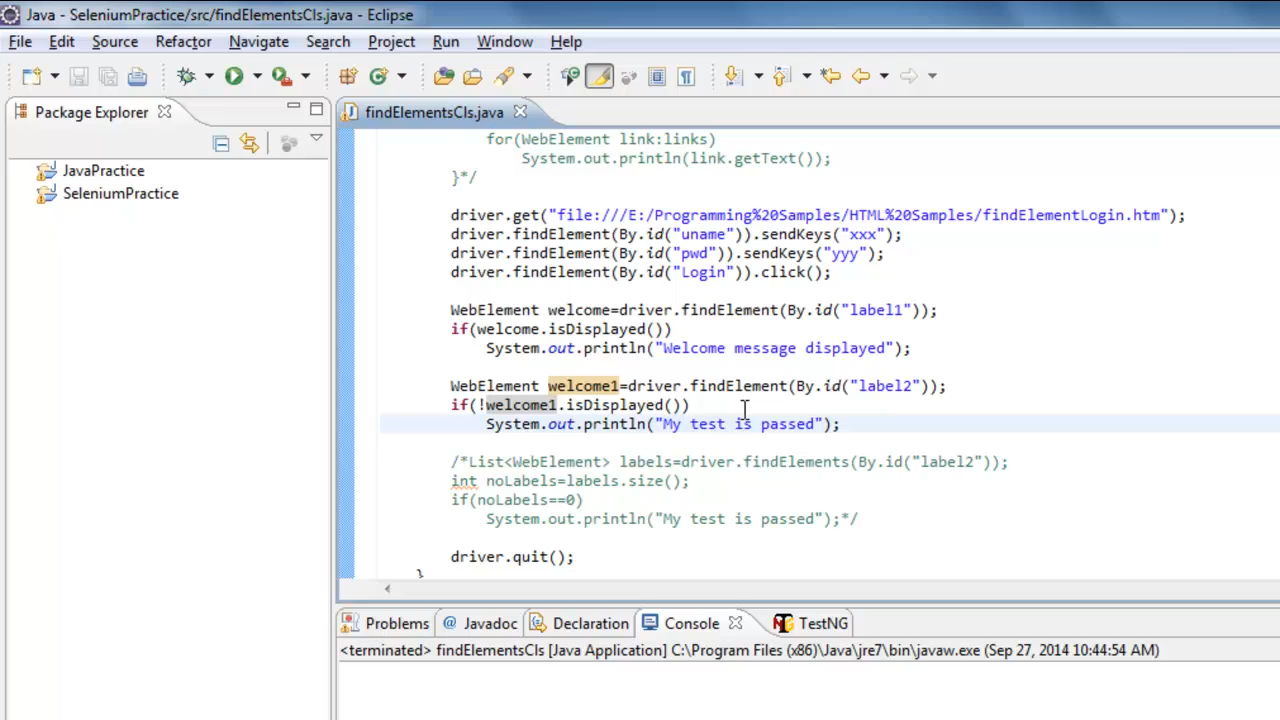 Java - SeleniumPractice/src/findElementsCls.java - Eclipse
File Edit Source Refactor Navigate Search Project Run Window Help
Package Explorer
findElementsCls.java
JavaPractice
SeleniumPractice
for(WebElement link:links)
System.out.println(link.getText());
}*/
driver.get("file:///E:/Programming%20Samples/HTML%20Samples/findElementLogin.htm");
driver.findElement(By.id("uname")).sendKeys("xxx");
driver.findElement(By.id("pwd")).sendKeys("yyy");
driver.findElement(By.id("Login")).click();
WebElement welcome=driver.findElement(By.id("label1"));
if(welcome.isDisplayed())
System.out.println("Welcome message displayed");
WebElement welcome1=driver.findElement(By.id("label2"));
if(!welcome1.isDisplayed())
System.out.println("My test is passed");
/*List<WebElement> labels=driver.findElements(By.id("label2"));
int noLabels=labels.size();
if(noLabels==0)
System.out.println("My test is passed");*/
driver.quit();
}
Problems @ Javadoc Declaration Console TestNG
<terminated> findElementsCls [Java Application] C:\Program Files (x86)\Java\jre7\bin\javaw.exe (Sep 27, 2014 10:44:54 AM)